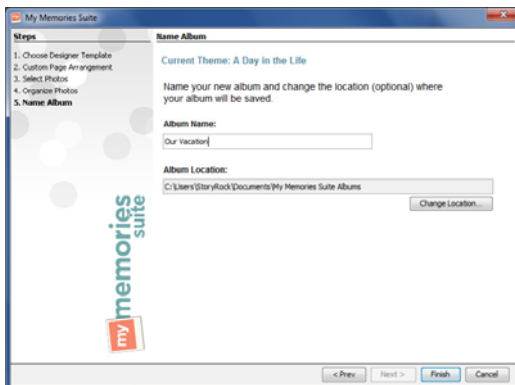 My Memories Suite
Steps
1. Choose Designer Template
2. Custom Page Arrangement
3. Select Photos
4. Organize Photos
5. Name Album
Name Album
Current Theme: A Day in the Life
Name your new album and change the location (optional) where
your album will be saved.
Album Name:
Our Vacation
Album Location:
C:\Users\StoryRock\Documents\My Memories Suite Albums
Change Location...
my memories
suite
< Prev
Next >
Finish
Cancel